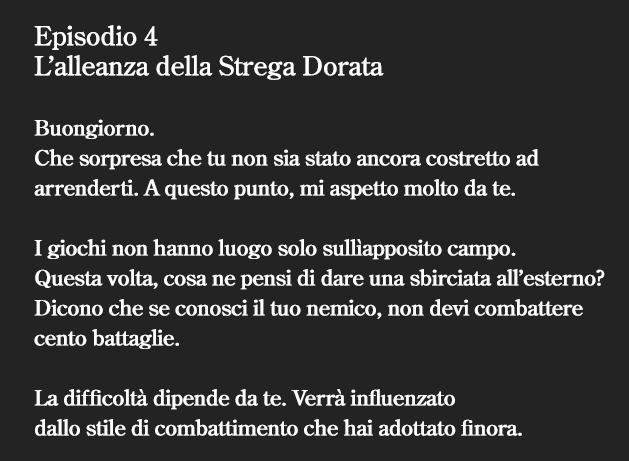 Episodio 4
L'alleanza della Strega Dorata
Buongiorno.
Che sorpresa che tu non sia stato ancora costretto ad
arrenderti. A questo punto, mi aspetto molto da te.
I giochi non hanno luogo solo sullìapposito campo.
Questa volta, cosa ne pensi di dare una sbirciata all'esterno?
Dicono che se conosci il tuo nemico, non devi combattere
cento battaglie.
La difficoltà dipende da te. Verrà influenzato
dallo stile di combattimento che hai adottato finora.